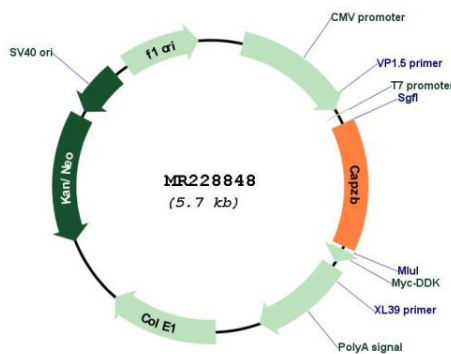 CMV promoter
VP1.5 primer
T7 promoter
SgfI
Capzb
MluI
Myc-DDK
XL39 primer
PolyA signal
Col E1
Kan/Neo
SV40 ori
f1 ori
MR228848
(5.7 kb)